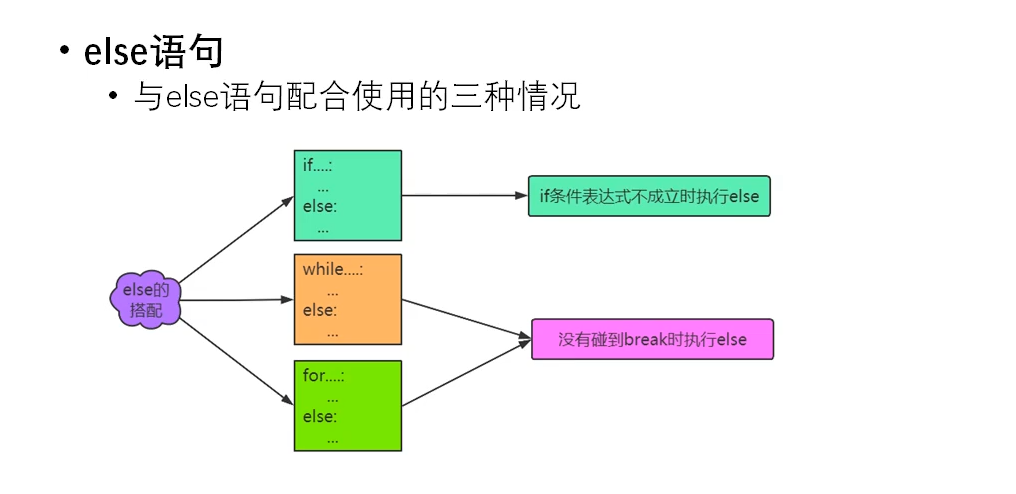 • else语句
• 与else语句配合使用的三种情况
if....:
...
else:
...
if条件表达式不成立时执行else
while....:
...
else:
...
else的
搭配
没有碰到break时执行else
for....:
...
else:
...